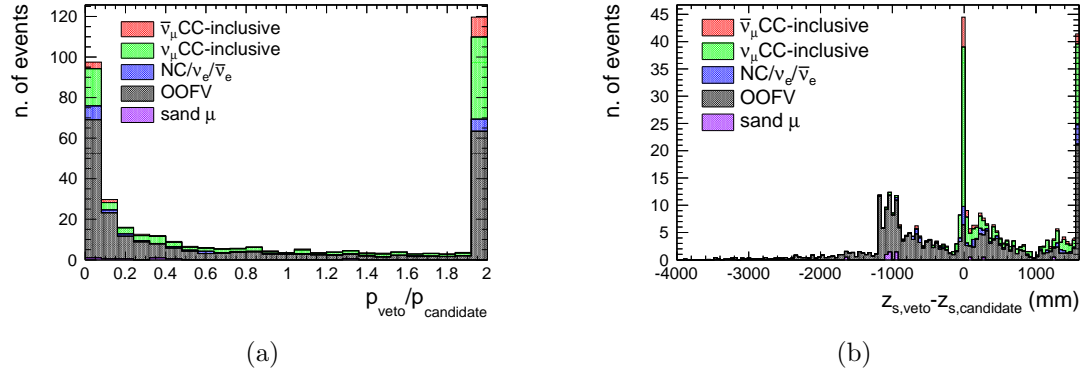 n. of events
120
100
80
60
40
20
0
ν̅μCC-inclusive
νμCC-inclusive
NC/νe/ν̅e
OOFV
sand μ
0 0.2 0.4 0.6 0.8 1 1.2 1.4 1.6 1.8 2
pveto/pcandidate
(a)
n. of events
45
40
35
30
25
20
15
10
5
0
ν̅μCC-inclusive
νμCC-inclusive
NC/νe/ν̅e
OOFV
sand μ
-4000 -3000 -2000 -1000 0 1000
zs,veto-zs,candidate (mm)
(b)